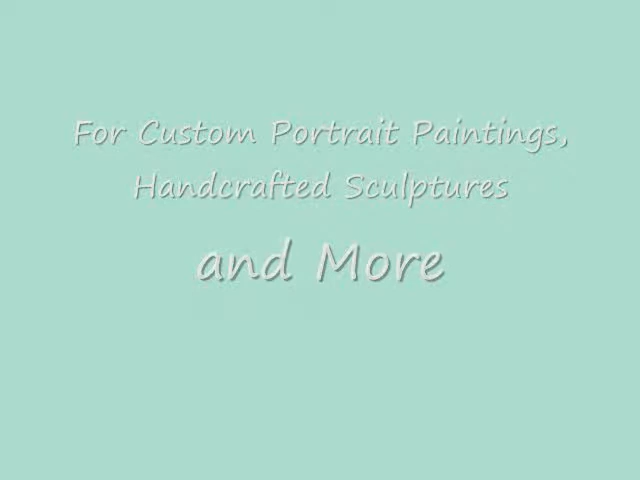 For Custom Portrait Paintings,
Handcrafted Sculptures
and More